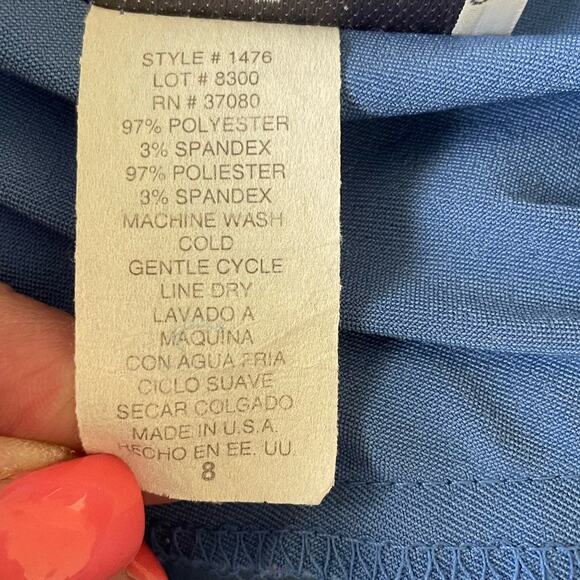 STYLE # 1476
LOT # 8300
RN # 37080
97% POLYESTER
3% SPANDEX
97% POLIESTER
3% SPANDEX
MACHINE WASH
COLD
GENTLE CYCLE
LINE DRY
LAVADO A
MAQUINA
CON AGUA FRIA
CICLO SUAVE
SECAR COLGADO
MADE IN U.S.A.
HECHO EN EE. UU
8